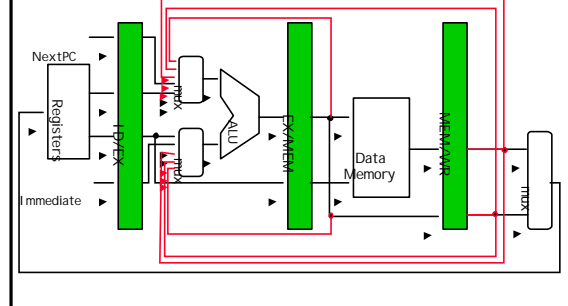 NextPC
Registers
Immediate
ID/EX
mux
mux
ALU
EX/MEM
Data
Memory
MEM/WR
mux